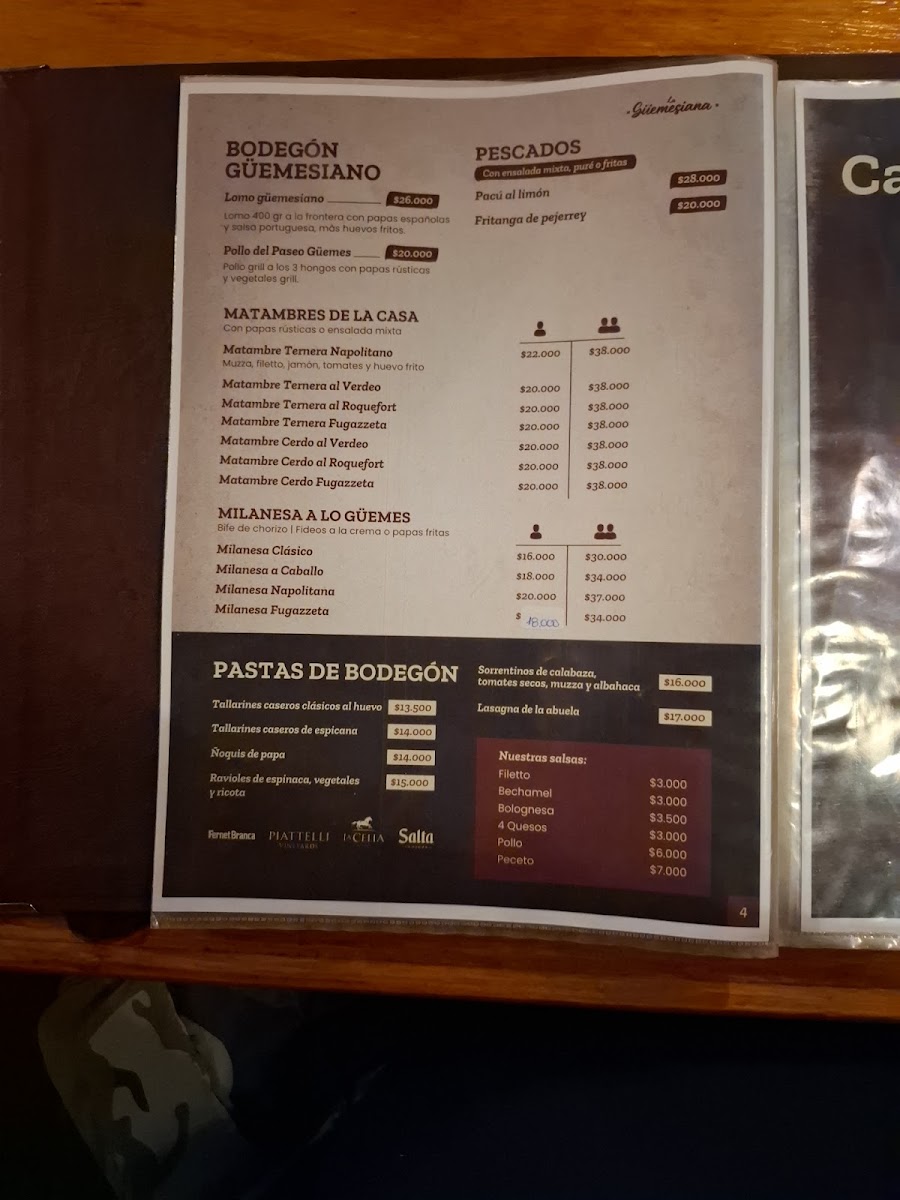 La
Güemesiana
BODEGÓN
GÜEMESIANO
Lomo güemesiano $26.000
Lomo 400 gr a la frontera con papas españolas
y salsa portuguesa, más huevos fritos.
Pollo del Paseo Güemes $20.000
Pollo grill a los 3 hongos con papas rústicas
y vegetales grill.
PESCADOS
Con ensalada mixta, puré o fritas
Pacú al limón $28.000
Fritanga de pejerrey $20.000
MATAMBRES DE LA CASA
Con papas rústicas o ensalada mixta
Matambre Ternera Napolitano $22.000 $38.000
Muzza, filetto, jamón, tomates y huevo frito
Matambre Ternera al Verdeo $20.000 $38.000
Matambre Ternera al Roquefort $20.000 $38.000
Matambre Ternera Fugazzeta $20.000 $38.000
Matambre Cerdo al Verdeo $20.000 $38.000
Matambre Cerdo al Roquefort $20.000 $38.000
Matambre Cerdo Fugazzeta $20.000 $38.000
MILANESA A LO GÜEMES
Bife de chorizo | Fideos a la crema o papas fritas
Milanesa Clásico $16.000 $30.000
Milanesa a Caballo $18.000 $34.000
Milanesa Napolitana $20.000 $37.000
Milanesa Fugazzeta $ 18.000 $34.000
PASTAS DE BODEGÓN
Tallarines caseros clásicos al huevo $13.500
Tallarines caseros de espicana $14.000
Ñoquis de papa $14.000
Ravioles de espinaca, vegetales $15.000
y ricota
Sorrentinos de calabaza,
tomates secos, muzza y albahaca $16.000
Lasagna de la abuela $17.000
Nuestras salsas:
Filetto $3.000
Bechamel $3.000
Bolognesa $3.500
4 Quesos $3.000
Pollo $6.000
Peceto $7.000
Fernet Branca PIATTELLI LA CELIA Salta
VINEYARDS
4
Ca